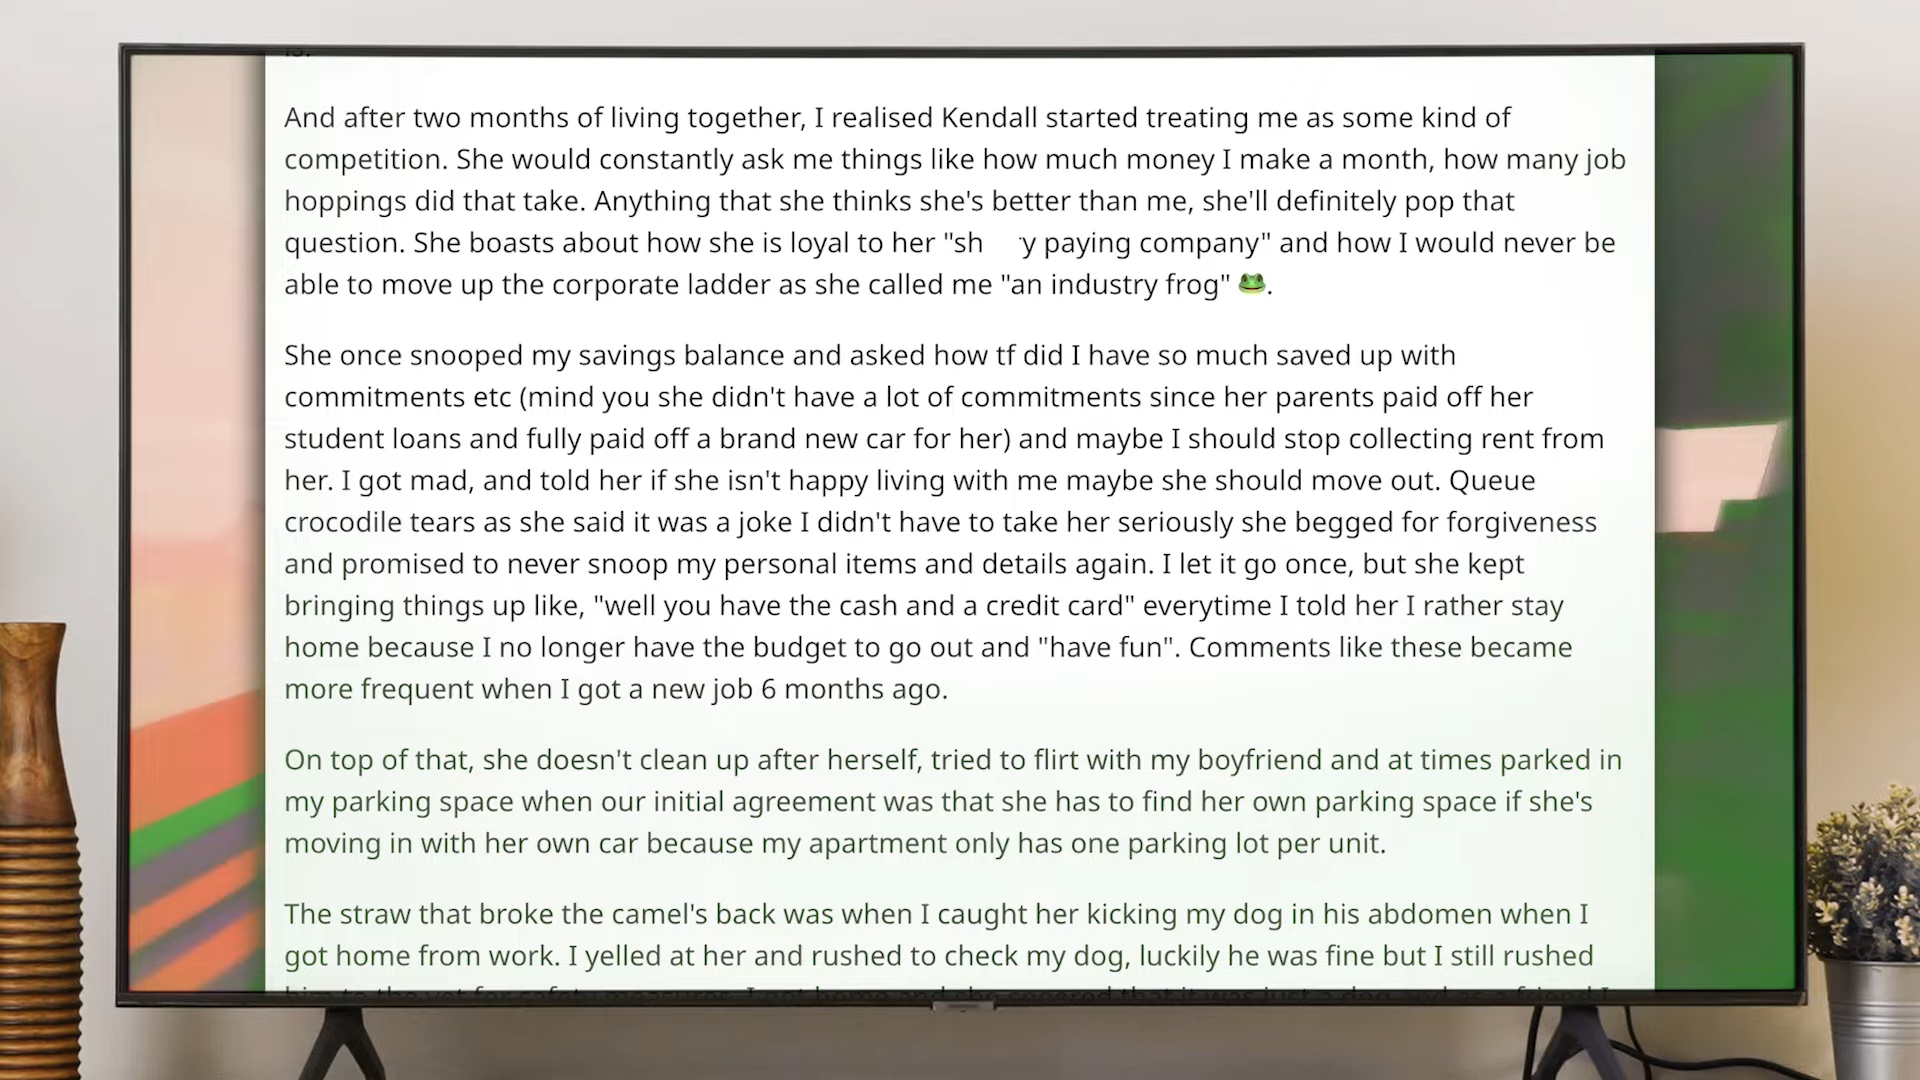 And after two months of living together, I realised Kendall started treating me as some kind of
competition. She would constantly ask me things like how much money I make a month, how many job
hoppings did that take. Anything that she thinks she's better than me, she'll definitely pop that
question. She boasts about how she is loyal to her "sh y paying company" and how I would never be
able to move up the corporate ladder as she called me "an industry frog" 🐸.
She once snooped my savings balance and asked how tf did I have so much saved up with
commitments etc (mind you she didn't have a lot of commitments since her parents paid off her
student loans and fully paid off a brand new car for her) and maybe I should stop collecting rent from
her. I got mad, and told her if she isn't happy living with me maybe she should move out. Queue
crocodile tears as she said it was a joke I didn't have to take her seriously she begged for forgiveness
and promised to never snoop my personal items and details again. I let it go once, but she kept
bringing things up like, "well you have the cash and a credit card" everytime I told her I rather stay
home because I no longer have the budget to go out and "have fun". Comments like these became
more frequent when I got a new job 6 months ago.
On top of that, she doesn't clean up after herself, tried to flirt with my boyfriend and at times parked in
my parking space when our initial agreement was that she has to find her own parking space if she's
moving in with her own car because my apartment only has one parking lot per unit.
The straw that broke the camel's back was when I caught her kicking my dog in his abdomen when I
got home from work. I yelled at her and rushed to check my dog, luckily he was fine but I still rushed